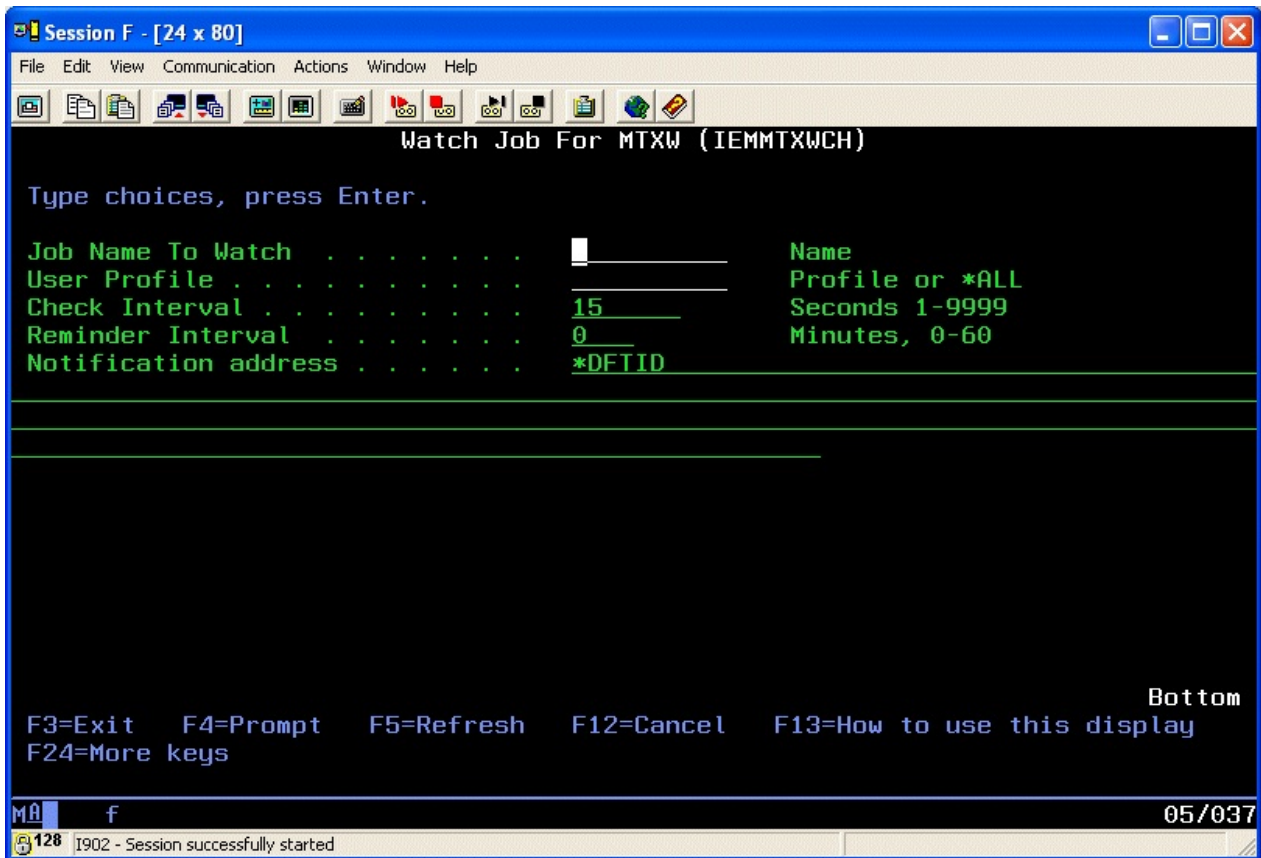 Session F - [24 x 80]
File Edit View Communication Actions Window Help
Watch Job For MTXW (IEMMTXWCH)
Type choices, press Enter.
Job Name To Watch . . . . . . . Name
User Profile . . . . . . . . . . Profile or *ALL
Check Interval . . . . . . . . . 15 Seconds 1-9999
Reminder Interval . . . . . . . 0 Minutes, 0-60
Notification address . . . . . . *DFTID
Bottom
F3=Exit F4=Prompt F5=Refresh F12=Cancel F13=How to use this display
F24=More keys
MA f 05/037
128 I902 - Session successfully started